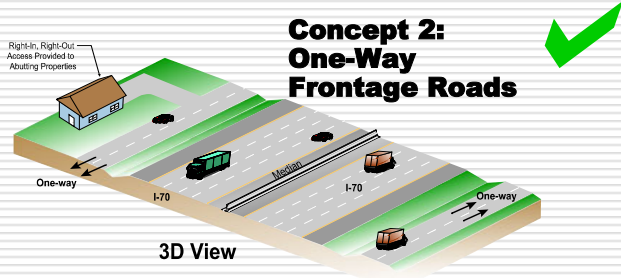 Concept 2:
One-Way
Frontage Roads
Right-In, Right-Out
Access Provided to
Abutting Properties
One-way
I-70
Median
I-70
One-way
3D View